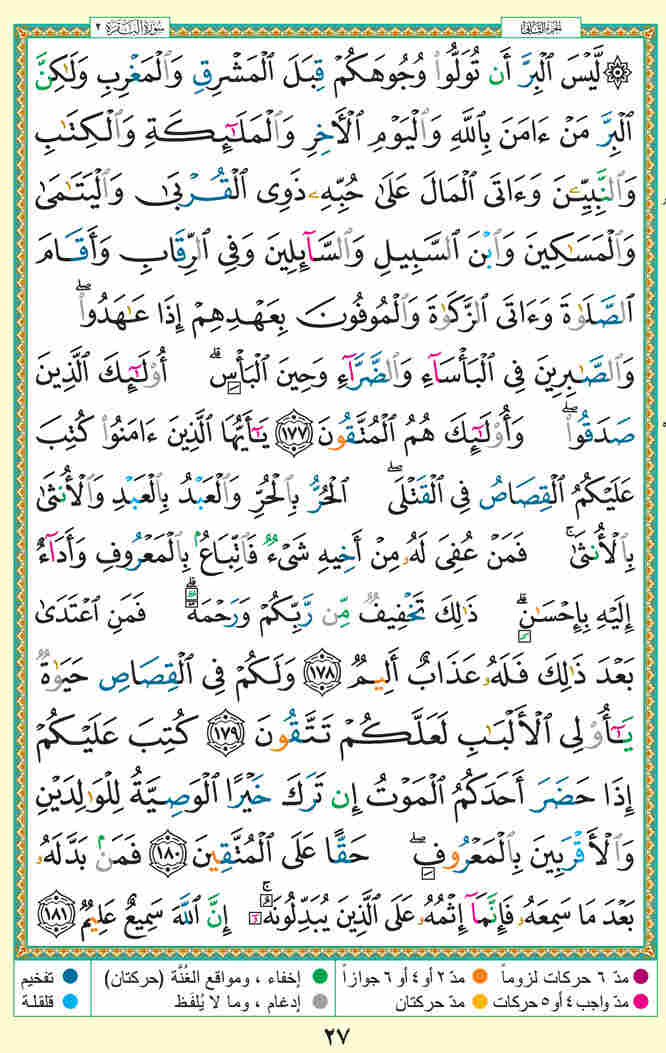 سورة البقرة ٢
الجزء الثاني
۞ لَّيْسَ ٱلْبِرَّ أَن تُوَلُّوا۟ وُجُوهَكُمْ قِبَلَ ٱلْمَشْرِقِ وَٱلْمَغْرِبِ وَلَٰكِنَّ
ٱلْبِرَّ مَنْ ءَامَنَ بِٱللَّهِ وَٱلْيَوْمِ ٱلْأَخِرِ وَٱلْمَلَٰٓئِكَةِ وَٱلْكِتَٰبِ
وَٱلنَّبِيِّۦنَ وَءَاتَى ٱلْمَالَ عَلَىٰ حُبِّهِۦ ذَوِى ٱلْقُرْبَىٰ وَٱلْيَتَٰمَىٰ
وَٱلْمَسَٰكِينَ وَٱبْنَ ٱلسَّبِيلِ وَٱلسَّآئِلِينَ وَفِى ٱلرِّقَابِ وَأَقَامَ
ٱلصَّلَوٰةَ وَءَاتَى ٱلزَّكَوٰةَ وَٱلْمُوفُونَ بِعَهْدِهِمْ إِذَا عَٰهَدُوا۟ ۖ
وَٱلصَّٰبِرِينَ فِى ٱلْبَأْسَآءِ وَٱلضَّرَّآءِ وَحِينَ ٱلْبَأْسِ ۗ أُو۟لَٰٓئِكَ ٱلَّذِينَ
صَدَقُوا۟ ۖ وَأُو۟لَٰٓئِكَ هُمُ ٱلْمُتَّقُونَ ١٧٧ يَٰٓأَيُّهَا ٱلَّذِينَ ءَامَنُوا۟ كُتِبَ
عَلَيْكُمُ ٱلْقِصَاصُ فِى ٱلْقَتْلَى ۖ ٱلْحُرُّ بِٱلْحُرِّ وَٱلْعَبْدُ بِٱلْعَبْدِ وَٱلْأُنثَىٰ
بِٱلْأُنثَىٰ ۚ فَمَنْ عُفِىَ لَهُۥ مِنْ أَخِيهِ شَىْءٌ فَٱتِّبَاعٌۢ بِٱلْمَعْرُوفِ وَأَدَآءٌ
إِلَيْهِ بِإِحْسَٰنٍ ۗ ذَٰلِكَ تَخْفِيفٌ مِّن رَّبِّكُمْ وَرَحْمَةٌ ۗ فَمَنِ ٱعْتَدَىٰ
بَعْدَ ذَٰلِكَ فَلَهُۥ عَذَابٌ أَلِيمٌ ١٧٨ وَلَكُمْ فِى ٱلْقِصَاصِ حَيَوٰةٌ
يَٰٓأُو۟لِى ٱلْأَلْبَٰبِ لَعَلَّكُمْ تَتَّقُونَ ١٧٩ كُتِبَ عَلَيْكُمْ
إِذَا حَضَرَ أَحَدَكُمُ ٱلْمَوْتُ إِن تَرَكَ خَيْرًا ٱلْوَصِيَّةُ لِلْوَٰلِدَيْنِ
وَٱلْأَقْرَبِينَ بِٱلْمَعْرُوفِ ۖ حَقًّا عَلَى ٱلْمُتَّقِينَ ١٨٠ فَمَنۢ بَدَّلَهُۥ
بَعْدَ مَا سَمِعَهُۥ فَإِنَّمَآ إِثْمُهُۥ عَلَى ٱلَّذِينَ يُبَدِّلُونَهُۥٓ ۚ إِنَّ ٱللَّهَ سَمِيعٌ عَلِيمٌ ١٨١
مدّ ٦ حركات لزوماً مدّ ٢ أو ٤ أو ٦ جوازاً إخفاء ، ومواقع الغُنَّة (حركتان) تفخيم
مدّ واجب ٤ أو ٥ حركات مدّ حركتان إدغام ، وما لا يُلفَظ قلقلة
٢٧